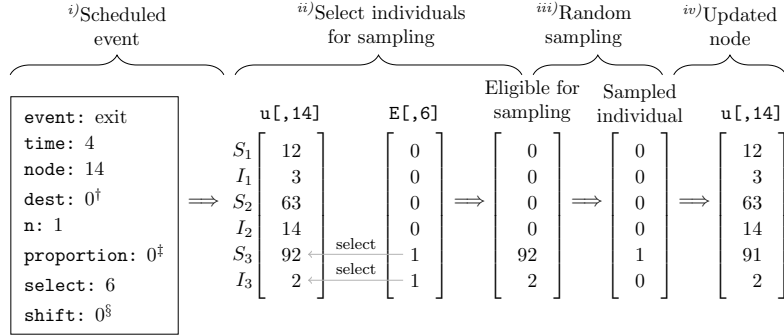 i)Scheduled event
ii)Select individuals for sampling
iii)Random sampling
iv)Updated node
event: exit
time: 4
node: 14
dest: 0†
n: 1
proportion: 0‡
select: 6
shift: 0§
u[,14] E[,6] Eligible for sampling Sampled individual u[,14]
S1 12 0 0 0 12
I1 3 0 0 0 3
S2 63 0 0 0 63
I2 14 0 0 0 14
S3 92 select 1 92 1 91
I3 2 select 1 2 0 2
⟹ ⟹ ⟹ ⟹